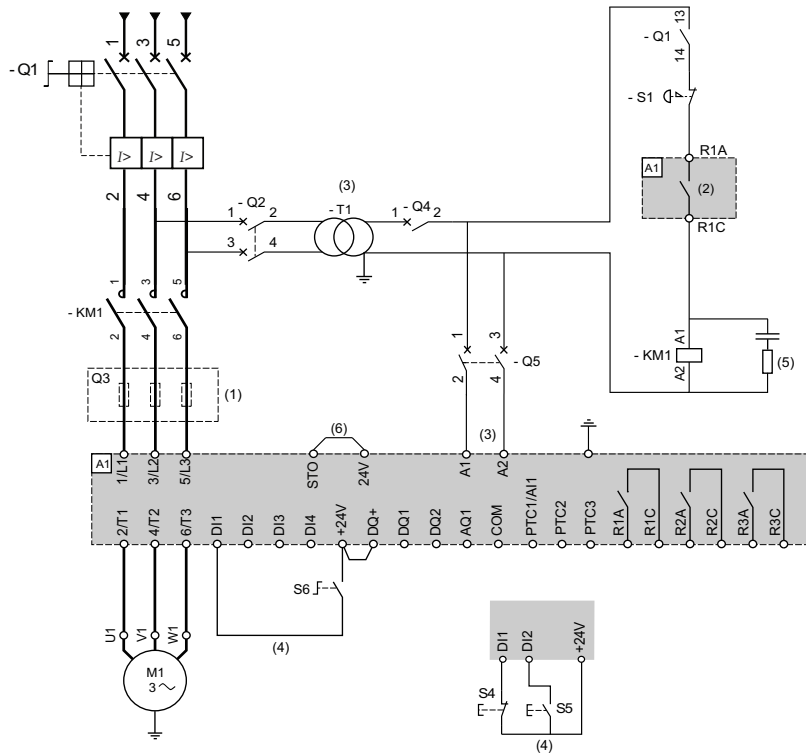 1 3 5
- Q1
I> I> I>
2 4 6
- Q2
1 2
3 4
(3)
- T1
- Q4
1 2
13
- Q1
14
- S1
R1A
A1
(2)
R1C
1 3 5
- KM1
2 4 6
1 3
- Q5
2 4
A1
- KM1
A2
(5)
Q3
(1)
(6)
(3)
A1
1/L1 3/L2 5/L3 STO 24V A1 A2
2/T1 4/T2 6/T3 DI1 DI2 DI3 DI4 +24V DQ+ DQ1 DQ2 AQ1 COM PTC1/AI1 PTC2 PTC3 R1A R1C R2A R2C R3A R3C
S6
(4)
U1 V1 W1
M1
3
DI1 DI2 +24V
S4
S5
(4)